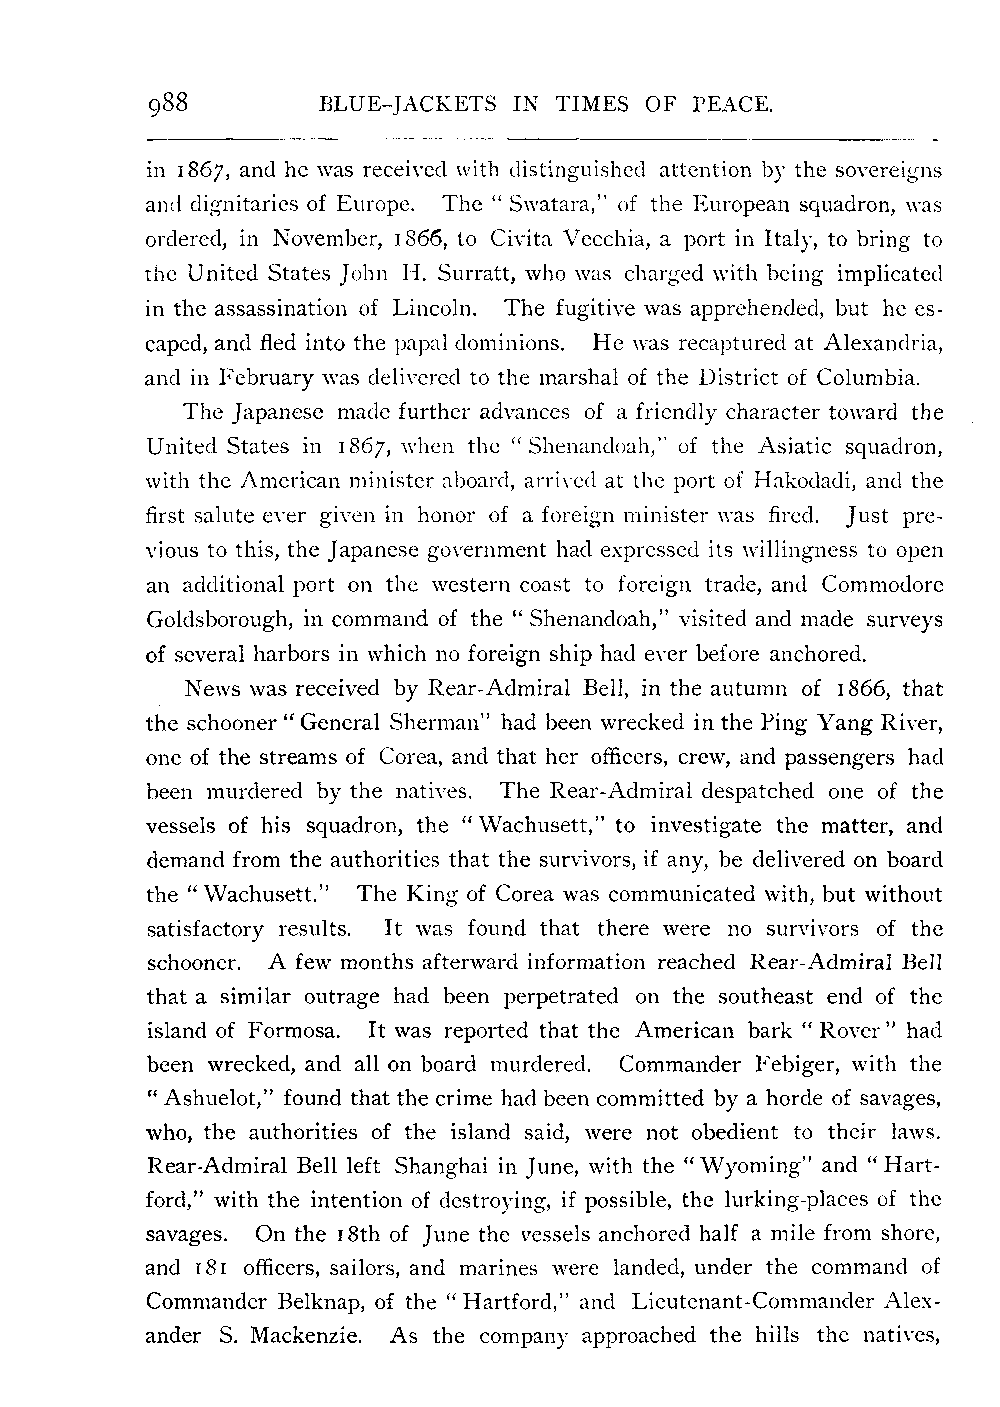 988 BLUE-JACKETS IN TIMES OF PEACE.
in 1867, and he was received with distinguished attention by the sovereigns
and dignitaries of Europe. The " Swatara," of the European squadron, was
ordered, in November, 1866, to Civita Vecchia, a port in Italy, to bring to
the United States John H. Surratt, who was charged with being implicated
in the assassination of Lincoln. The fugitive was apprehended, but he es-
caped, and fled into the papal dominions. He was recaptured at Alexandria,
and in February was delivered to the marshal of the District of Columbia.
The Japanese made further advances of a friendly character toward the
United States in 1867, when the " Shenandoah," of the Asiatic squadron,
with the American minister aboard, arrived at the port of Hakodadi, and the
first salute ever given in honor of a foreign minister was fired. Just pre-
vious to this, the Japanese government had expressed its willingness to open
an additional port on the western coast to foreign trade, and Commodore
Goldsborough, in command of the " Shenandoah," visited and made surveys
of several harbors in which no foreign ship had ever before anchored.
News was received by Rear-Admiral Bell, in the autumn of 1866, that
the schooner " General Sherman" had been wrecked in the Ping Yang River,
one of the streams of Corea, and that her officers, crew, and passengers had
been murdered by the natives. The Rear-Admiral despatched one of the
vessels of his squadron, the " Wachusett," to investigate the matter, and
demand from the authorities that the survivors, if any, be delivered on board
the " Wachusett." The King of Corea was communicated with, but without
satisfactory results. It was found that there were no survivors of the
schooner. A few months afterward information reached Rear-Admiral Bell
that a similar outrage had been perpetrated on the southeast end of the
island of Formosa. It was reported that the American bark " Rover" had
been wrecked, and all on board murdered. Commander Febiger, with the
" Ashuelot," found that the crime had been committed by a horde of savages,
who, the authorities of the island said, were not obedient to their laws.
Rear-Admiral Bell left Shanghai in June, with the " Wyoming" and " Hart-
ford," with the intention of destroying, if possible, the lurking-places of the
savages. On the 18th of June the vessels anchored half a mile from shore,
and 181 officers, sailors, and marines were landed, under the command of
Commander Belknap, of the " Hartford," and Lieutenant-Commander Alex-
ander S. Mackenzie. As the company approached the hills the natives,